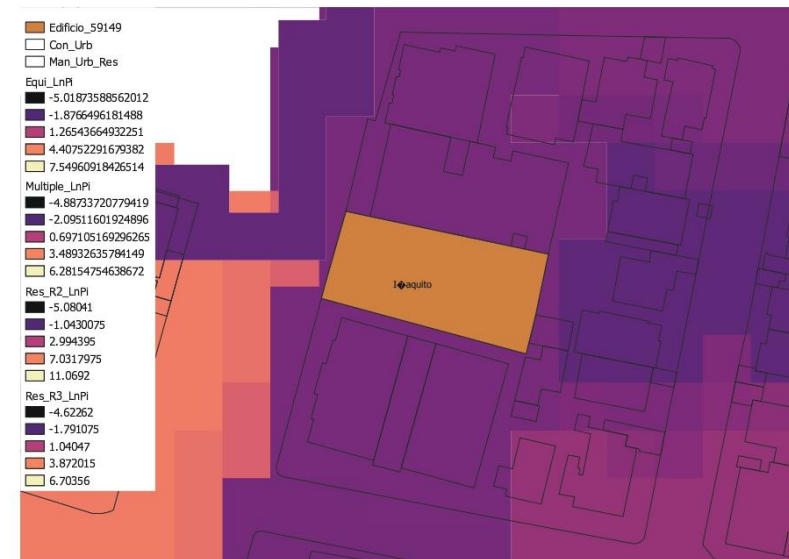 Edificio_59149
Con_Urb
Man_Urb_Res
Equi_LnPi
-5.01873588562012
-1.8766496181488
1.26543664932251
4.40752291679382
7.54960918426514
Multiple_LnPi
-4.88733720779419
-2.09511601924896
0.697105169296265
3.48932635784149
6.28154754638672
Res_R2_LnPi
-5.08041
-1.0430075
2.994395
7.0317975
11.0692
Res_R3_LnPi
-4.62262
-1.791075
1.04047
3.872015
6.70356
I�aquito